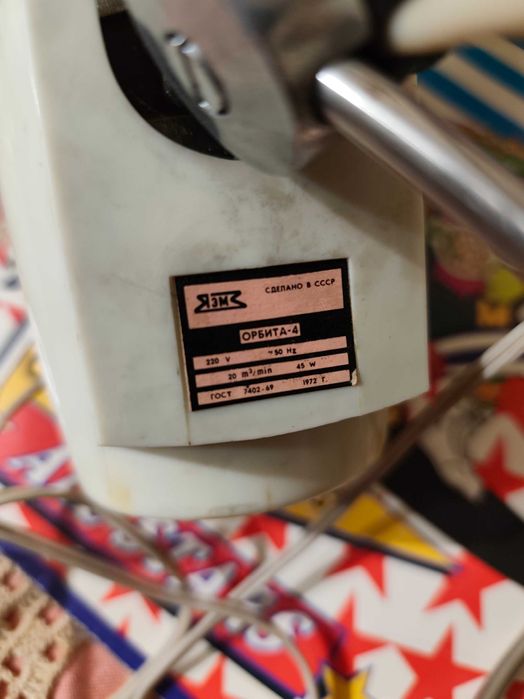 ЯЭМЗ
СДЕЛАНО В СССР
ОРБИТА-4
220 V ~50 Hz
20 m³/min 45 w
ГОСТ 7402-69 1972 Г.